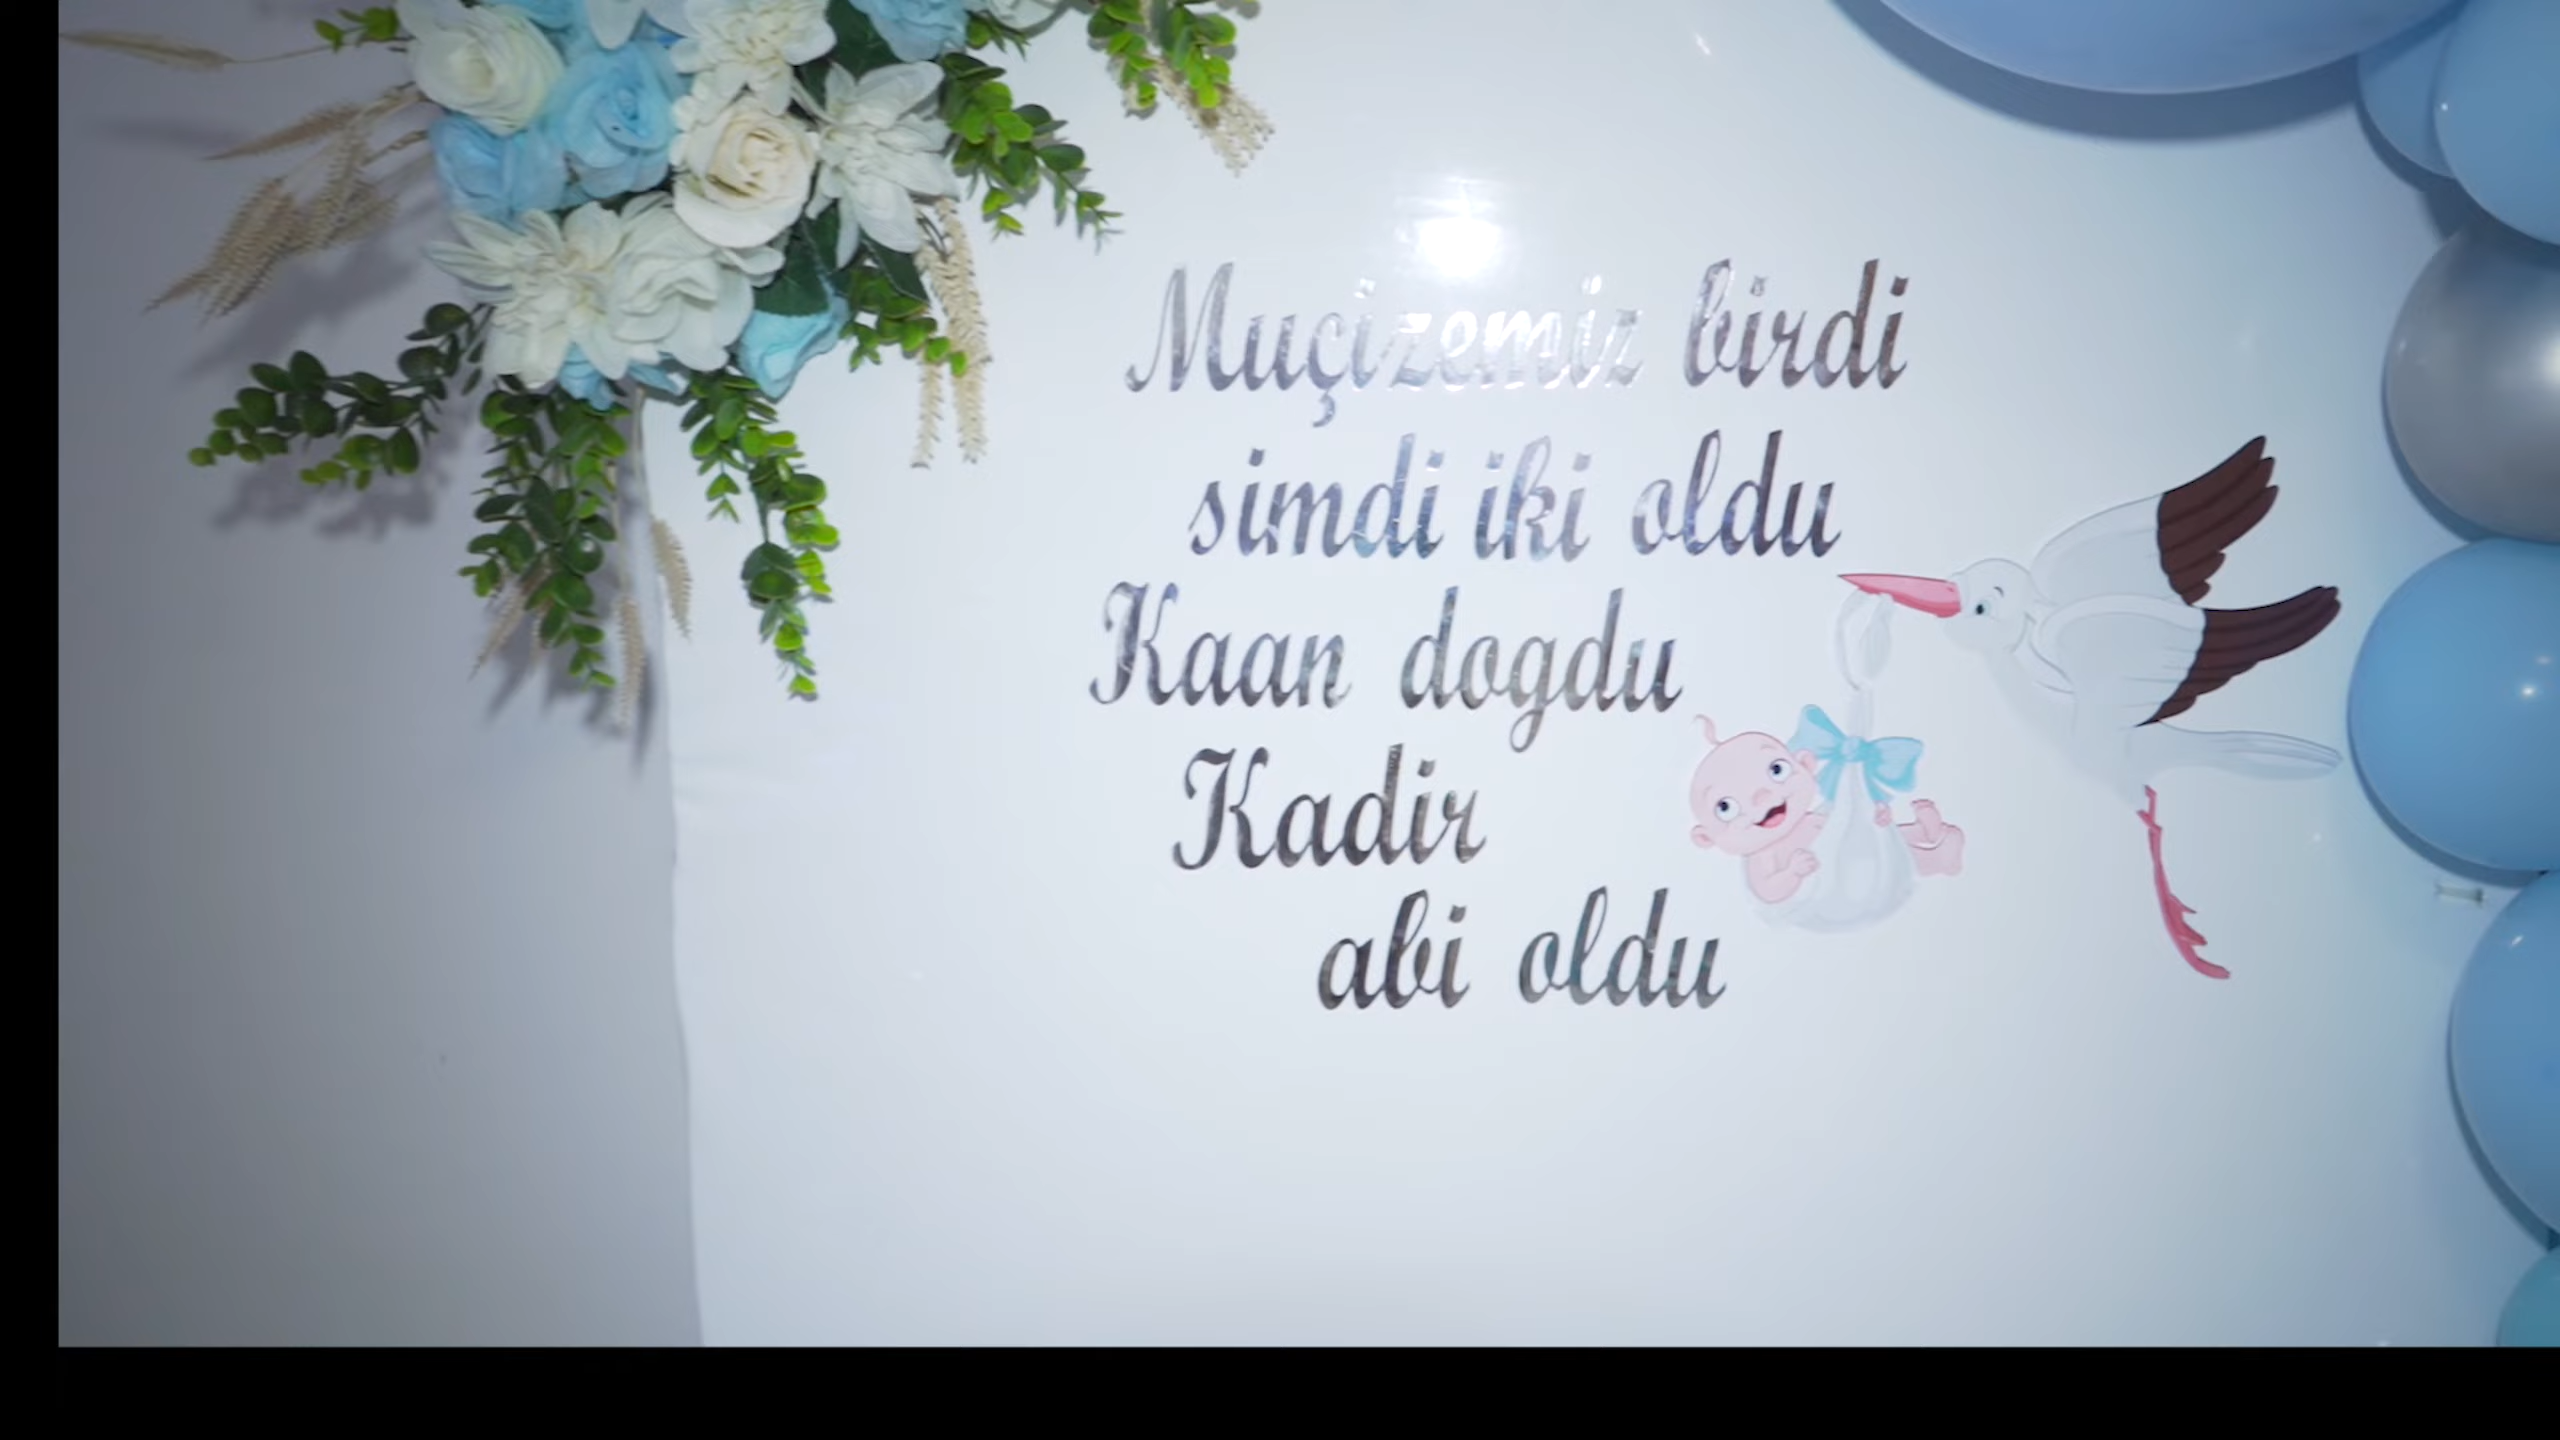 Muçizemiz birdi
simdi iki oldu
Kaan dogdu
Kadir
abi oldu